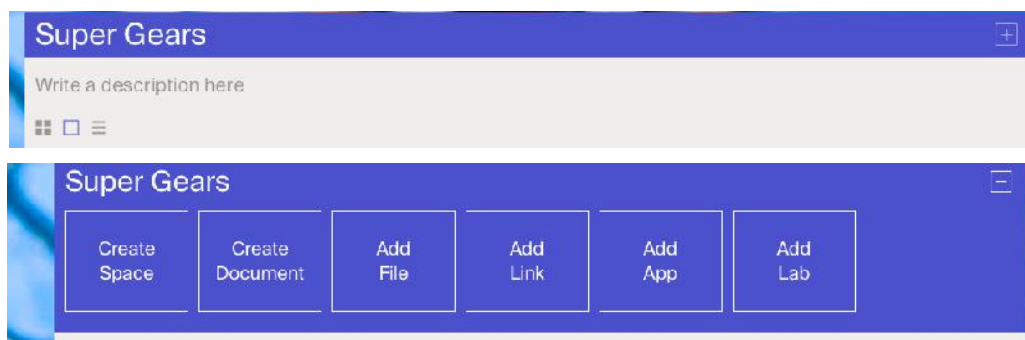 Super Gears
Write a description here
Super Gears
Create Space
Create Document
Add File
Add Link
Add App
Add Lab